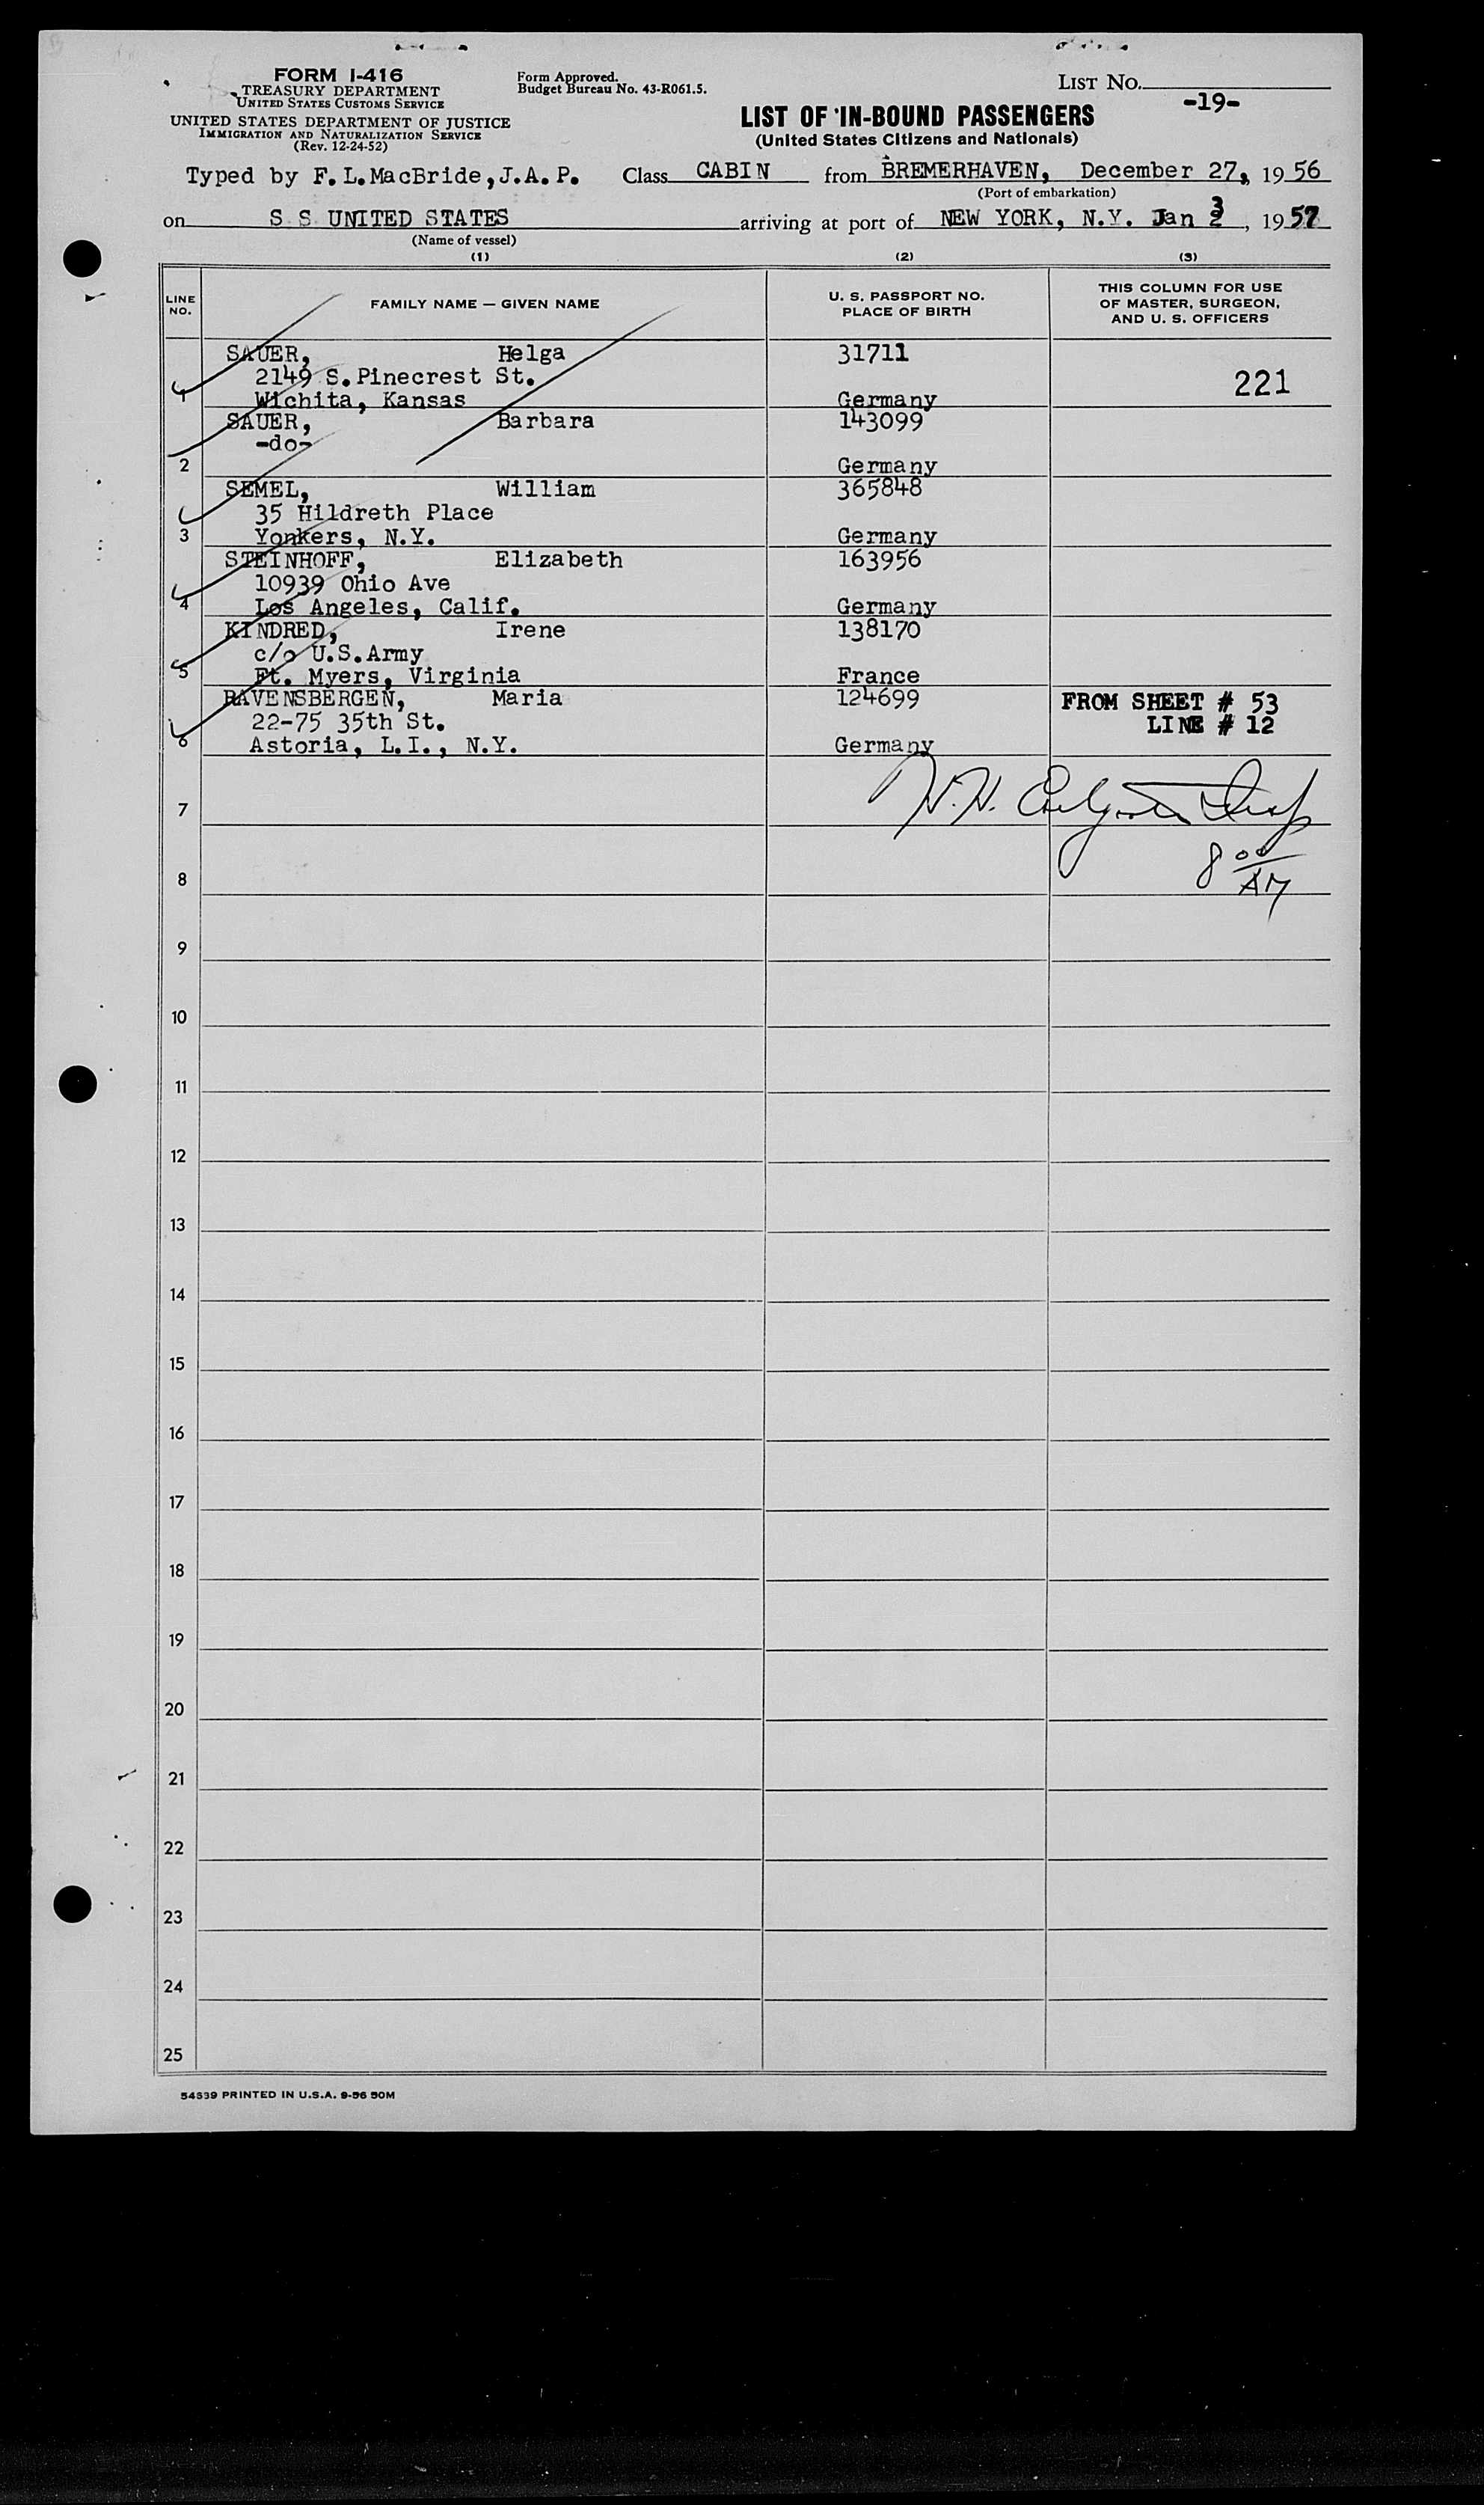 FORM I-416
TREASURY DEPARTMENT
UNITED STATES CUSTOMS SERVICE
UNITED STATES DEPARTMENT OF JUSTICE
IMMIGRATION AND NATURALIZATION SERVICE
(Rev. 12-24-52)
Form Approved.
Budget Bureau No. 43-R061.5.
LIST NO.
-19-
LIST OF IN-BOUND PASSENGERS
(United States Citizens and Nationals)
Typed by F.L.MacBride,J.A.P. Class CABIN from BREMERHAVEN, December 27, 1956
(Port of embarkation)
on S S UNITED STATES arriving at port of NEW YORK, N.Y. Jan 3, 1957
(Name of vessel)
(1) (2) (3)
LINE NO. FAMILY NAME — GIVEN NAME U. S. PASSPORT NO. PLACE OF BIRTH THIS COLUMN FOR USE OF MASTER, SURGEON, AND U. S. OFFICERS
SAUER, Helga 31711
2149 S.Pinecrest St. 221
1 Wichita, Kansas Germany
SAUER, Barbara 143099
-do-
2 Germany
SEMEL, William 365848
35 Hildreth Place
3 Yonkers, N.Y. Germany
STEINHOFF, Elizabeth 163956
10939 Ohio Ave
4 Los Angeles, Calif. Germany
KINDRED, Irene 138170
c/o U.S.Army
5 Ft. Myers, Virginia France
RAVENSBERGEN, Maria 124699 FROM SHEET # 53
22-75 35th St. LINE # 12
6 Astoria, L.I., N.Y. Germany
7
8 00 AM
8
9
10
11
12
13
14
15
16
17
18
19
20
21
22
23
24
25
54539 PRINTED IN U.S.A. 9-56 50M